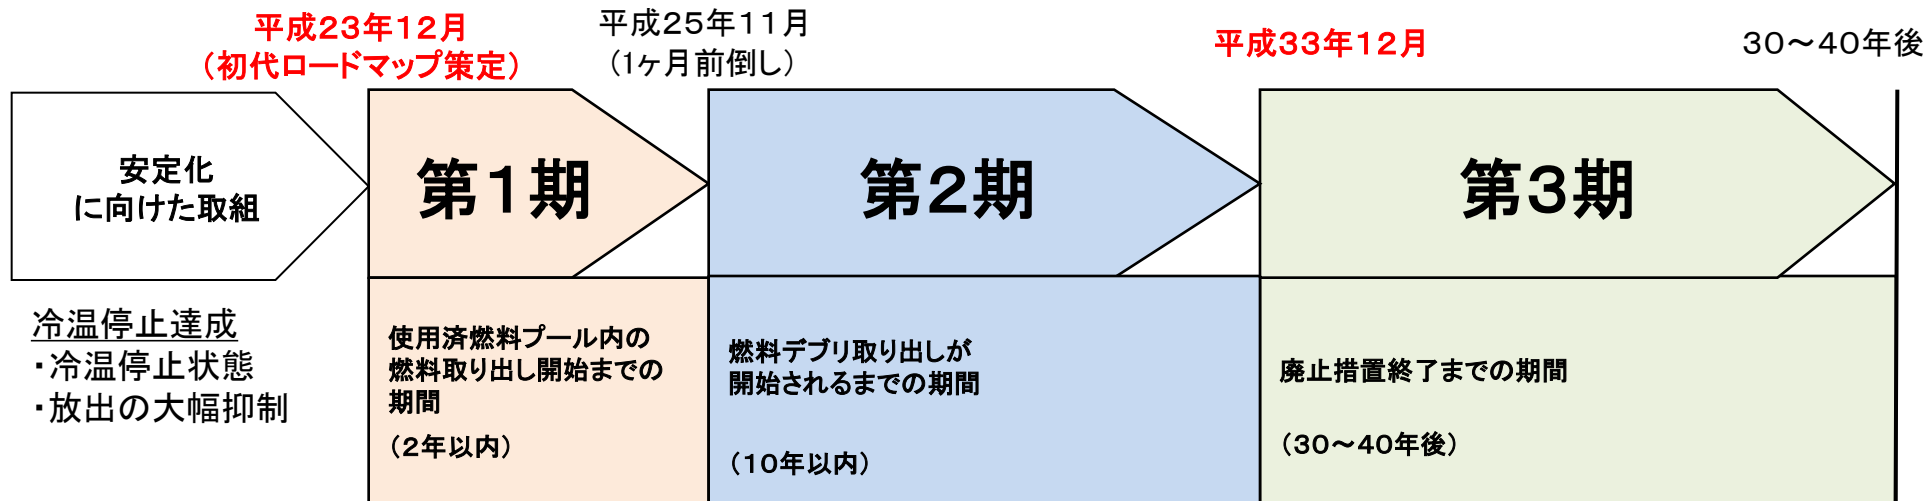 平成23年12月
(初代ロードマップ策定)
平成25年11月
(1ヶ月前倒し)
平成33年12月
30～40年後
安定化
に向けた取組
第1期
第2期
第3期
冷温停止達成
・冷温停止状態
・放出の大幅抑制
使用済燃料プール内の
燃料取り出し開始までの
期間
(2年以内)
燃料デブリ取り出しが
開始されるまでの期間
(10年以内)
廃止措置終了までの期間
(30～40年後)